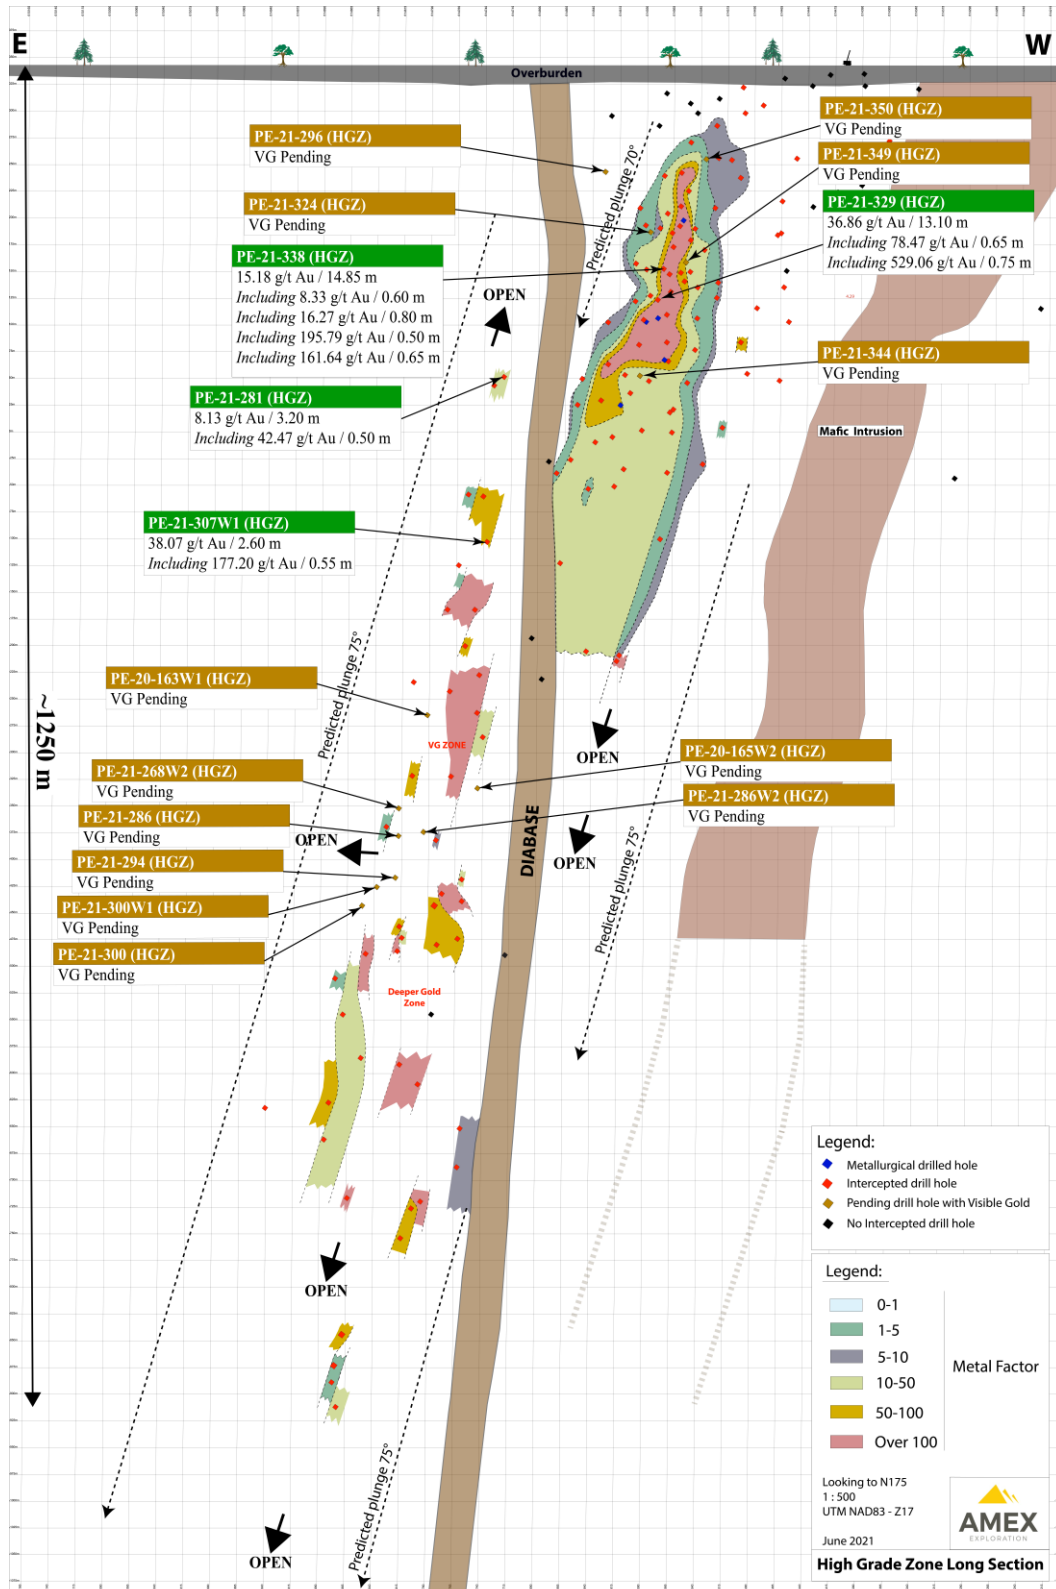 E
W
Overburden
PE-21-350 (HGZ)
VG Pending
PE-21-296 (HGZ)
VG Pending
PE-21-349 (HGZ)
VG Pending
PE-21-324 (HGZ)
VG Pending
PE-21-329 (HGZ)
36.86 g/t Au / 13.10 m
Including 78.47 g/t Au / 0.65 m
Including 529.06 g/t Au / 0.75 m
Predicted plunge 70°
PE-21-338 (HGZ)
15.18 g/t Au / 14.85 m
Including 8.33 g/t Au / 0.60 m
Including 16.27 g/t Au / 0.80 m
Including 195.79 g/t Au / 0.50 m
Including 161.64 g/t Au / 0.65 m
OPEN
PE-21-344 (HGZ)
VG Pending
PE-21-281 (HGZ)
8.13 g/t Au / 3.20 m
Including 42.47 g/t Au / 0.50 m
Mafic Intrusion
PE-21-307W1 (HGZ)
38.07 g/t Au / 2.60 m
Including 177.20 g/t Au / 0.55 m
Predicted plunge 75°
PE-20-163W1 (HGZ)
VG Pending
~1250 m
VG ZONE
OPEN
PE-20-165W2 (HGZ)
VG Pending
PE-21-268W2 (HGZ)
VG Pending
PE-21-286W2 (HGZ)
VG Pending
PE-21-286 (HGZ)
VG Pending
OPEN
DIABASE
OPEN
PE-21-294 (HGZ)
VG Pending
PE-21-300W1 (HGZ)
VG Pending
PE-21-300 (HGZ)
VG Pending
Predicted plunge 75°
Deeper Gold
Zone
OPEN
Predicted plunge 75°
OPEN
Legend:
Metallurgical drilled hole
Intercepted drill hole
Pending drill hole with Visible Gold
No Intercepted drill hole
Legend:
0-1
1-5
5-10
10-50
50-100
Over 100
Metal Factor
Looking to N175
1 : 500
UTM NAD83 - Z17
June 2021
AMEX
EXPLORATION
High Grade Zone Long Section